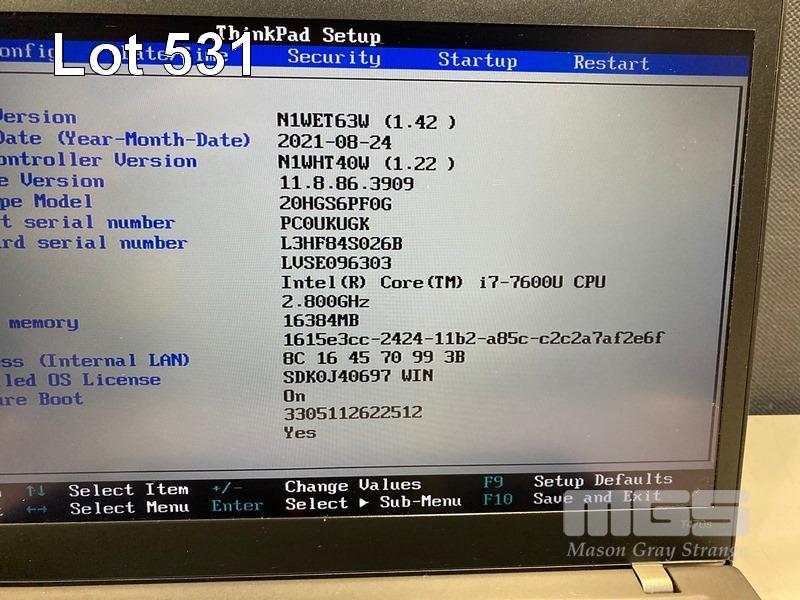 Lot 531
ThinkPad Setup
onfig Date/Time Security Startup Restart
Version N1WET63W (1.42 )
Date (Year-Month-Date) 2021-08-24
ontroller Version N1WHT40W (1.22 )
e Version 11.8.86.3909
pe Model 20HGS6PF0G
t serial number PC0UKUGK
rd serial number L3HF84S026B
LVSE096303
Intel(R) Core(TM) i7-7600U CPU
2.800GHz
memory 16384MB
1615e3cc-2424-11b2-a85c-c2c2a7af2e6f
ss (Internal LAN) 8C 16 45 70 99 3B
led OS License SDK0J40697 WIN
ure Boot On
3305112622512
Yes
↑↓ Select Item +/- Change Values F9 Setup Defaults
←→ Select Menu Enter Select ▶ Sub-Menu F10 Save and Exit
MGS
T470s
Mason Gray Strange